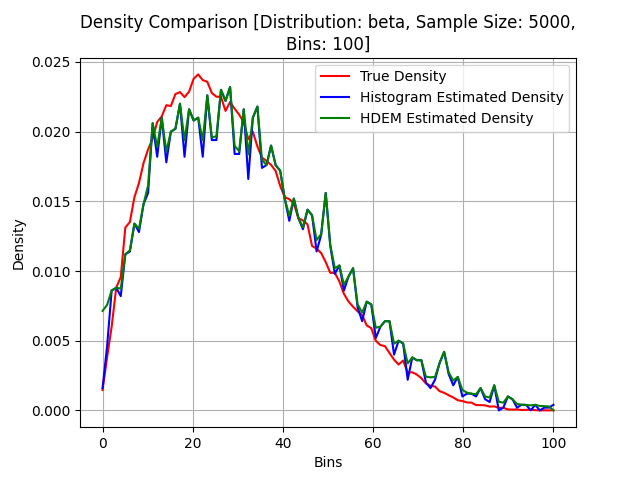 Density Comparison [Distribution: beta, Sample Size: 5000,
Bins: 100]
0.025
0.020
0.015
0.010
0.005
0.000
Density
True Density
Histogram Estimated Density
HDEM Estimated Density
0 20 40 60 80 100
Bins